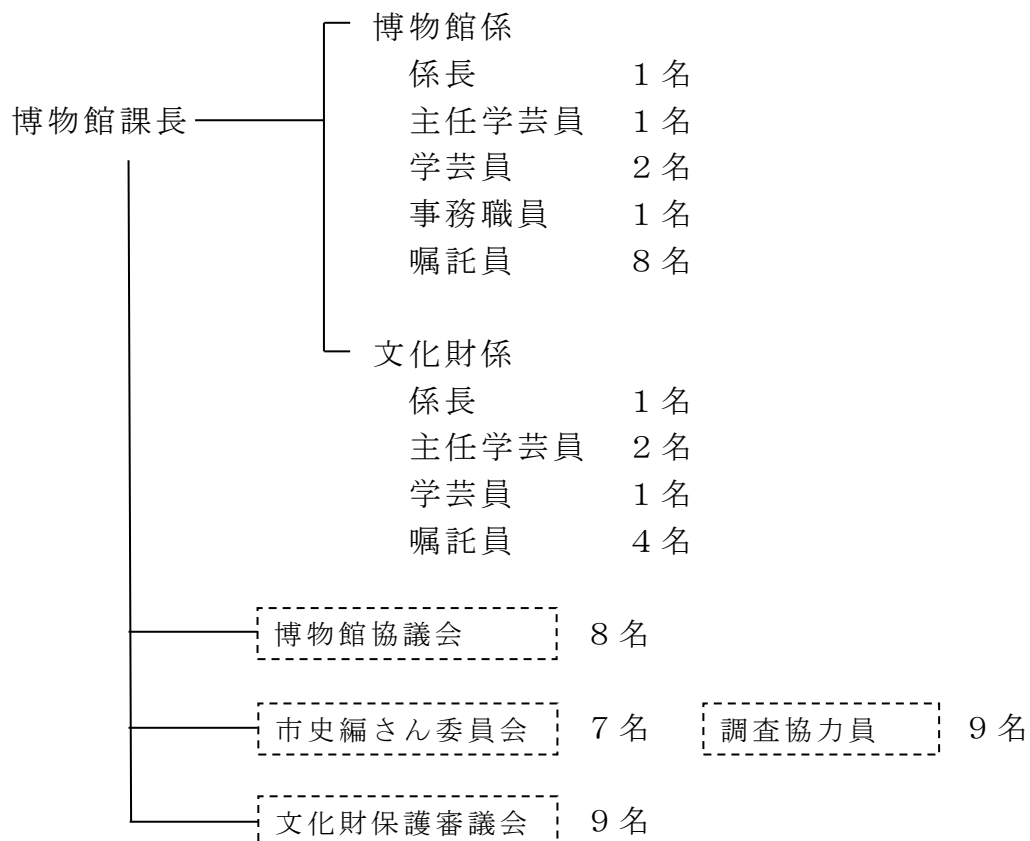 博物館係
係長 1名
博物館課長 主任学芸員 1名
学芸員 2名
事務職員 1名
嘱託員 8名
文化財係
係長 1名
主任学芸員 2名
学芸員 1名
嘱託員 4名
博物館協議会 8名
市史編さん委員会 7名 調査協力員 9名
文化財保護審議会 9名